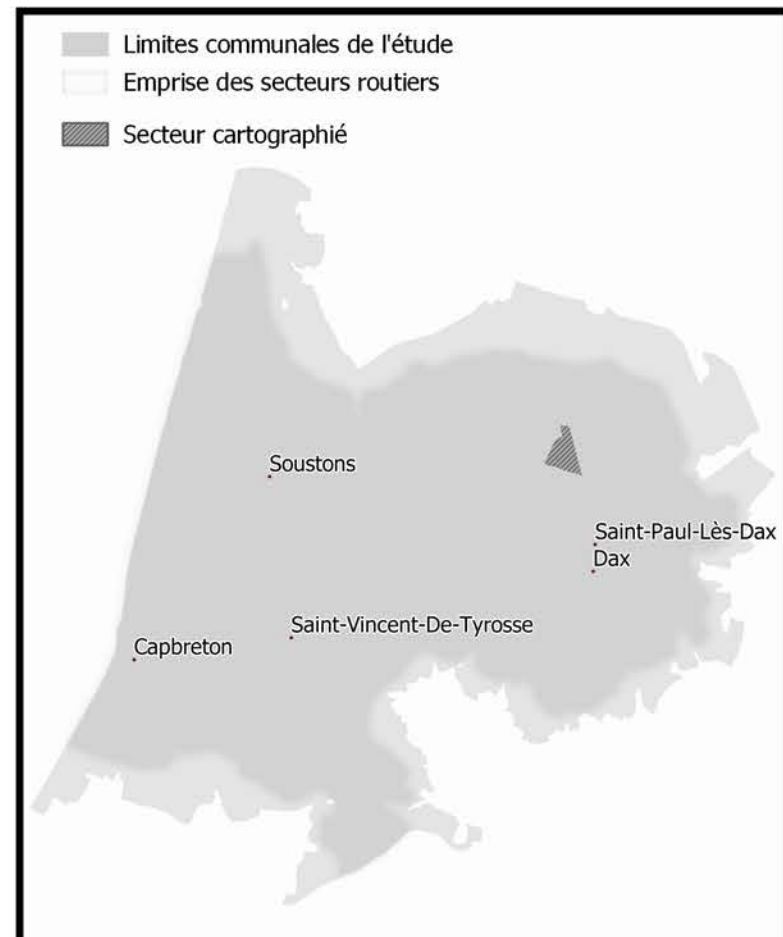 Limites communales de l'étude
Emprise des secteurs routiers
Secteur cartographié
Soustons
Saint-Paul-Lès-Dax
Dax
Saint-Vincent-De-Tyrosse
Capbreton